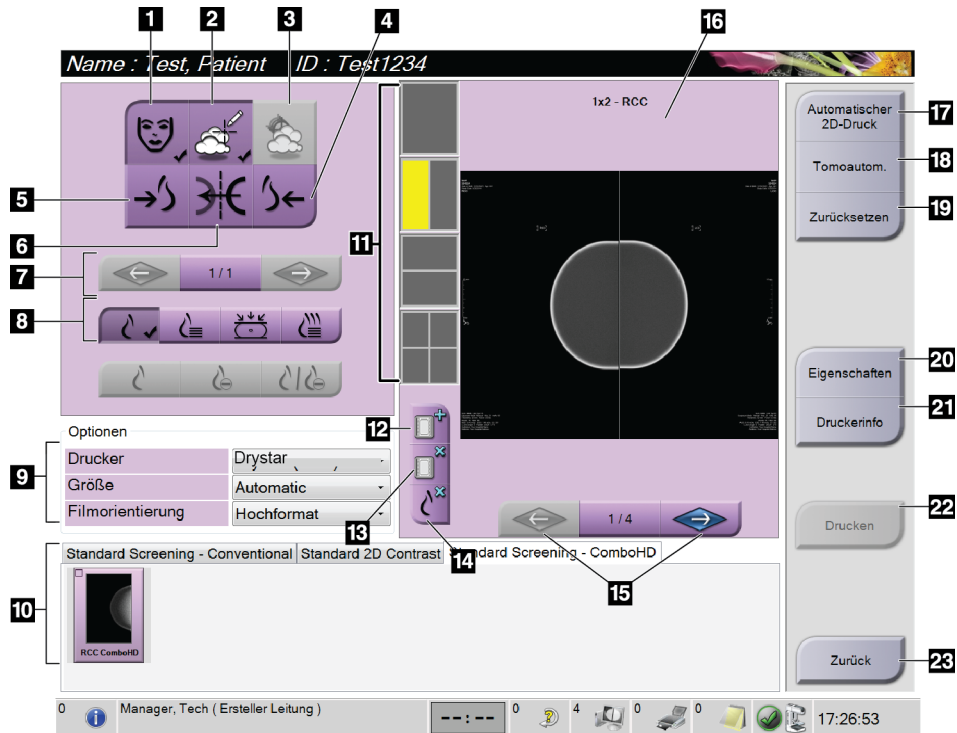 1
2
3
4
16
Name : Test, Patient ID : Test1234
1x2 - RCC
Automatischer
2D-Druck
17
Tomoautom.
18
Zurücksetzen
19
5
6
11
7
1/1
8
Eigenschaften
20
Druckerinfo
21
12
Optionen
9
Drucker
Drystar
Größe
Automatic
Filmorientierung
Hochformat
13
14
1/4
15
Drucken
22
Standard Screening - Conventional
Standard 2D Contrast
Standard Screening - ComboHD
10
RCC ComboHD
Zurück
23
0
Manager, Tech ( Ersteller Leitung )
--:--
0
4
0
0
17:26:53